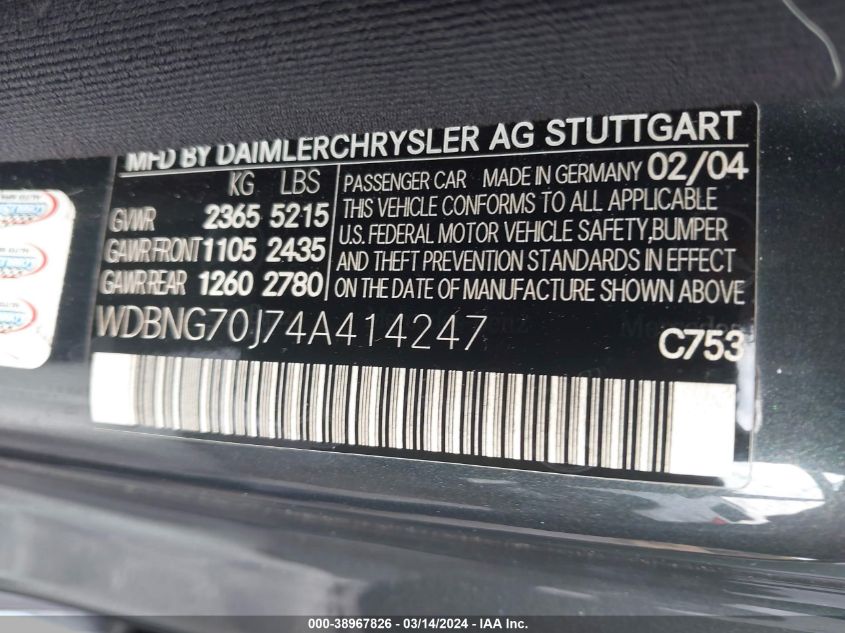 MFD BY DAIMLERCHRYSLER AG STUTTGART
KG LBS
GVWR 2365 5215
GAWR FRONT 1105 2435
GAWR REAR 1260 2780
PASSENGER CAR MADE IN GERMANY 02/04
THIS VEHICLE CONFORMS TO ALL APPLICABLE
U.S. FEDERAL MOTOR VEHICLE SAFETY, BUMPER
AND THEFT PREVENTION STANDARDS IN EFFECT
ON THE DATE OF MANUFACTURE SHOWN ABOVE
WDBNG70J74A414247
C753
000-38967826 - 03/14/2024 - IAA Inc.